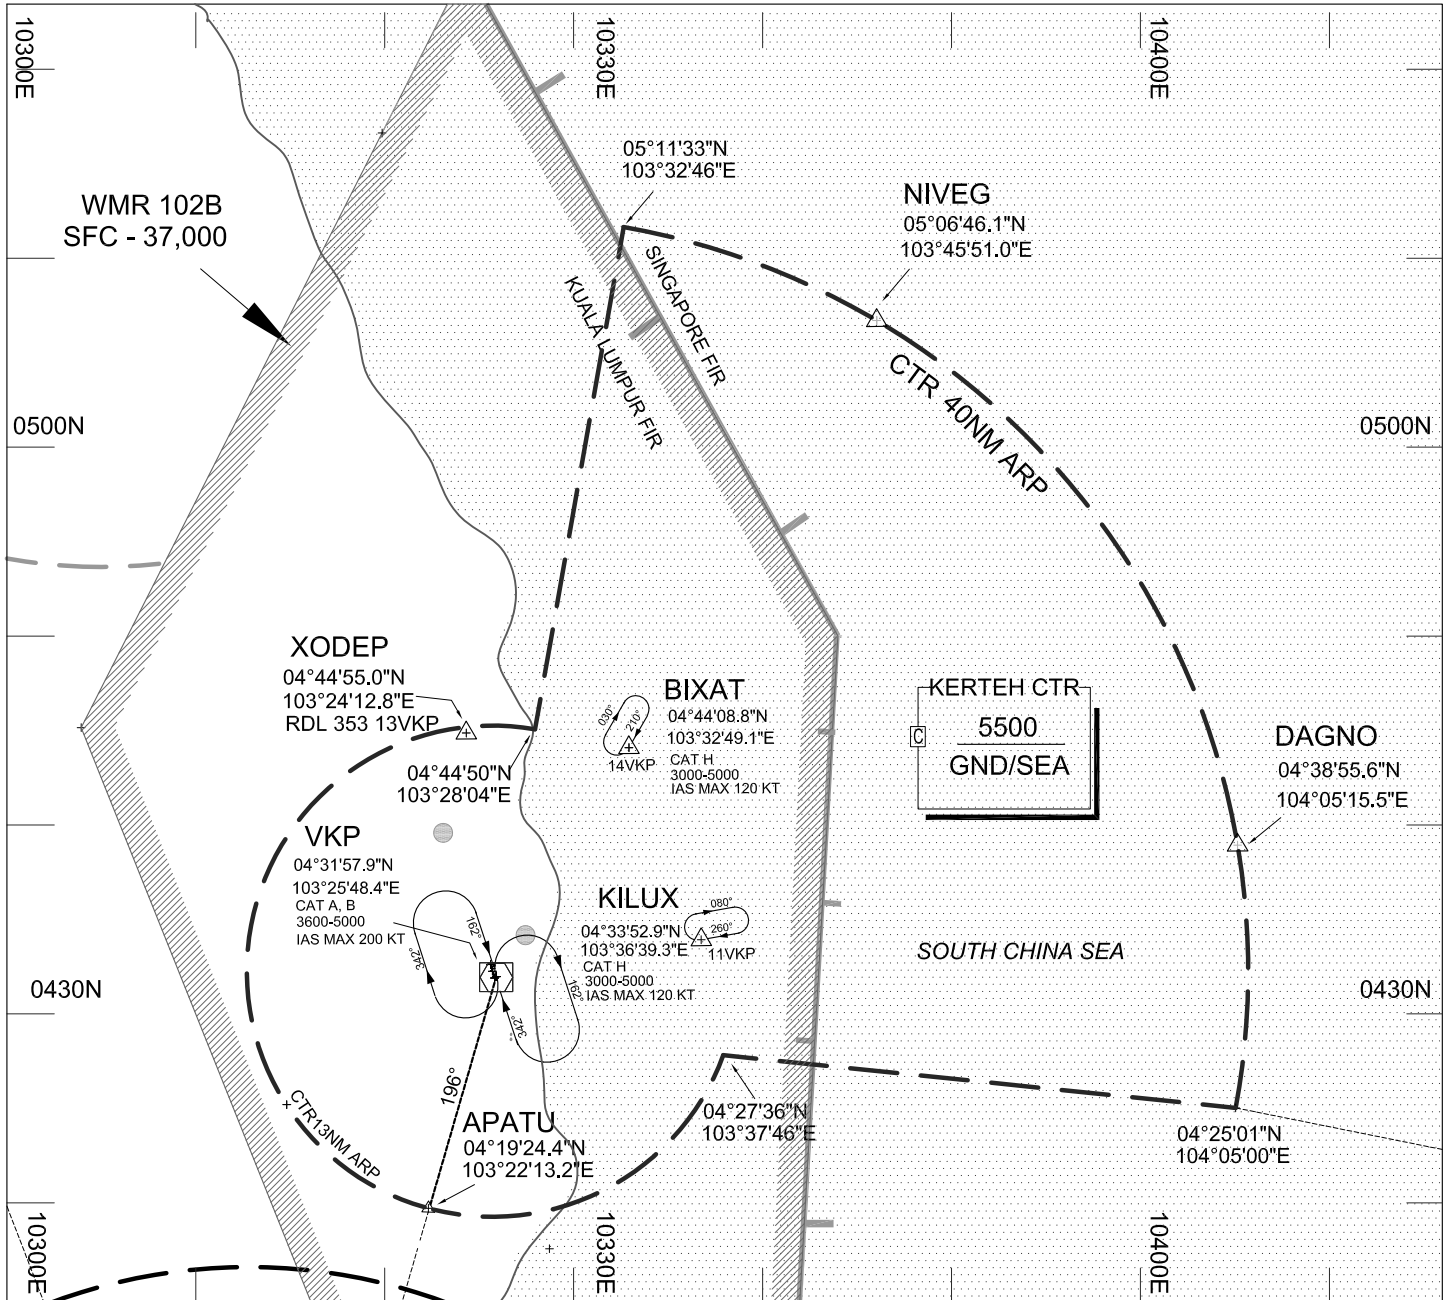 10300E
10330E
10400E
05°11'33"N
103°32'46"E
NIVEG
05°06'46.1"N
103°45'51.0"E
WMR 102B
SFC - 37,000
SINGAPORE FIR
KUALA LUMPUR FIR
CTR 40NM ARP
0500N
0500N
XODEP
04°44'55.0"N
103°24'12.8"E
RDL 353 13VKP
04°44'50"N
103°28'04"E
030°
210°
14VKP
BIXAT
04°44'08.8"N
103°32'49.1"E
CAT H
3000-5000
IAS MAX 120 KT
KERTEH CTR
C
5500
GND/SEA
DAGNO
04°38'55.6"N
104°05'15.5"E
VKP
04°31'57.9"N
103°25'48.4"E
CAT A, B
3600-5000
IAS MAX 200 KT
162°
342°
162°
342°
KILUX
04°33'52.9"N
103°36'39.3"E
CAT H
3000-5000
IAS MAX 120 KT
080°
260°
11VKP
SOUTH CHINA SEA
0430N
0430N
196°
CTR13NM ARP
APATU
04°19'24.4"N
103°22'13.2"E
04°27'36"N
103°37'46"E
04°25'01"N
104°05'00"E
10300E
10330E
10400E